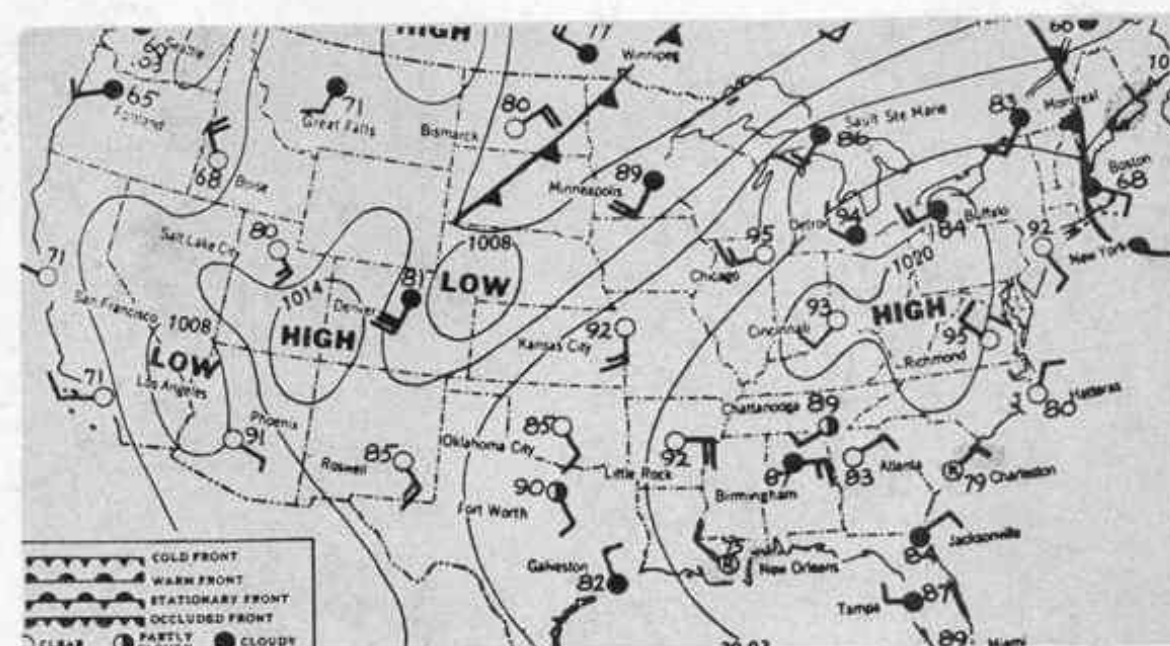 HIGH
77
66
Seattle
69
Winnipeg
65
Portland
71
Great Falls
80
Bismarck
83
Montreal
Sault Ste Marie
86
68
Boise
89
Minneapolis
Boston
68
80
Salt Lake City
1008
LOW
95
Chicago
94
Detroit
84
Buffalo
92
New York
71
San Francisco
1014
HIGH
81
Denver
1020
HIGH
1008
LOW
92
Kansas City
93
Cincinnati
95
Richmond
71
Los Angeles
Phoenix
91
80
Hatteras
85
Roswell
85
Oklahoma City
92
Little Rock
Chattanooga
89
87
Birmingham
83
Atlanta
79
Charleston
90
Fort Worth
Galveston
82
75
New Orleans
84
Jacksonville
Tampa
87
89
Miami
COLD FRONT
WARM FRONT
STATIONARY FRONT
OCCLUDED FRONT
CLEAR
PARTLY
CLOUDY